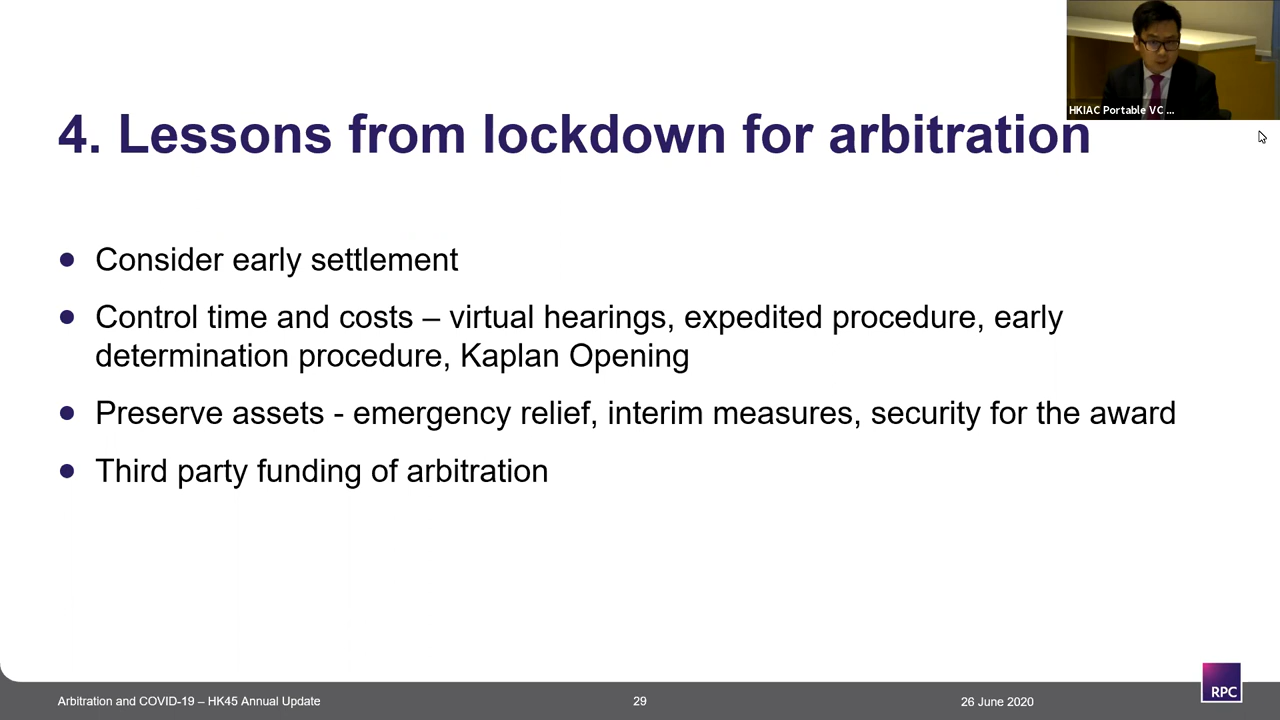 HKIAC Portable VC ...
4. Lessons from lockdown for arbitration
• Consider early settlement
• Control time and costs – virtual hearings, expedited procedure, early
determination procedure, Kaplan Opening
• Preserve assets - emergency relief, interim measures, security for the award
• Third party funding of arbitration
Arbitration and COVID-19 – HK45 Annual Update
29
26 June 2020
RPC